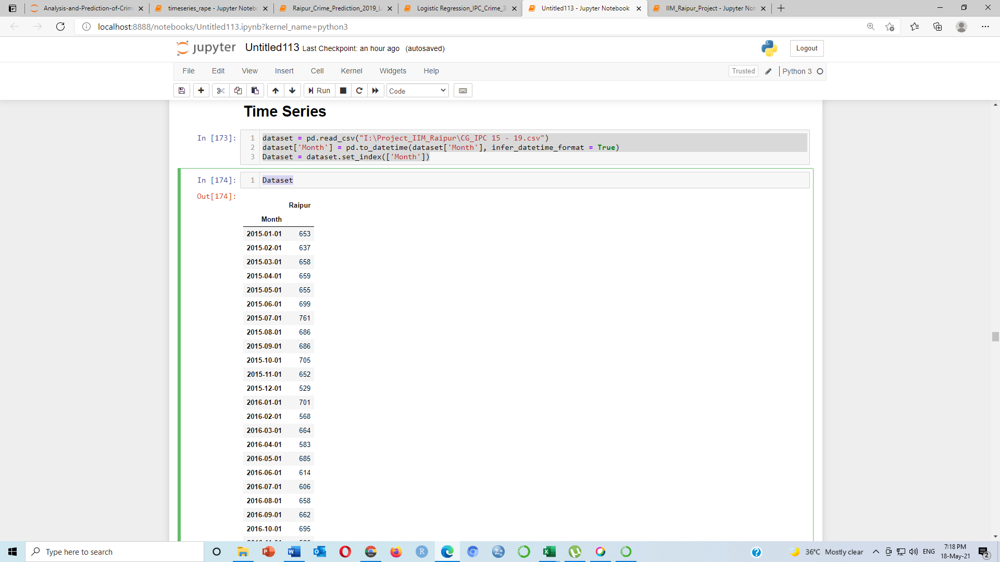 Analysis-and-Prediction-of-Crim
timeseries_rape - Jupyter Notebo
Raipur_Crime_Prediction_2019_L
Logistic Regression_IPC_Crime_3
Untitled113 - Jupyter Notebook
IIM_Raipur_Project - Jupyter Not
localhost:8888/notebooks/Untitled113.ipynb?kernel_name=python3
jupyter Untitled113 Last Checkpoint: an hour ago (autosaved)
Logout
File Edit View Insert Cell Kernel Widgets Help
Trusted Python 3
Run Code
Time Series
In [173]:
1 dataset = pd.read_csv("I:\Project_IIM_Raipur\CG_IPC 15 - 19.csv")
2 dataset['Month'] = pd.to_datetime(dataset['Month'], infer_datetime_format = True)
3 Dataset = dataset.set_index(['Month'])
In [174]: 1 Dataset
Out[174]:
Raipur
Month
2015-01-01 653
2015-02-01 637
2015-03-01 658
2015-04-01 659
2015-05-01 655
2015-06-01 699
2015-07-01 761
2015-08-01 686
2015-09-01 686
2015-10-01 705
2015-11-01 652
2015-12-01 529
2016-01-01 701
2016-02-01 568
2016-03-01 664
2016-04-01 583
2016-05-01 685
2016-06-01 614
2016-07-01 606
2016-08-01 658
2016-09-01 662
2016-10-01 695
Type here to search
36°C Mostly clear
ENG
7:18 PM
18-May-21
2